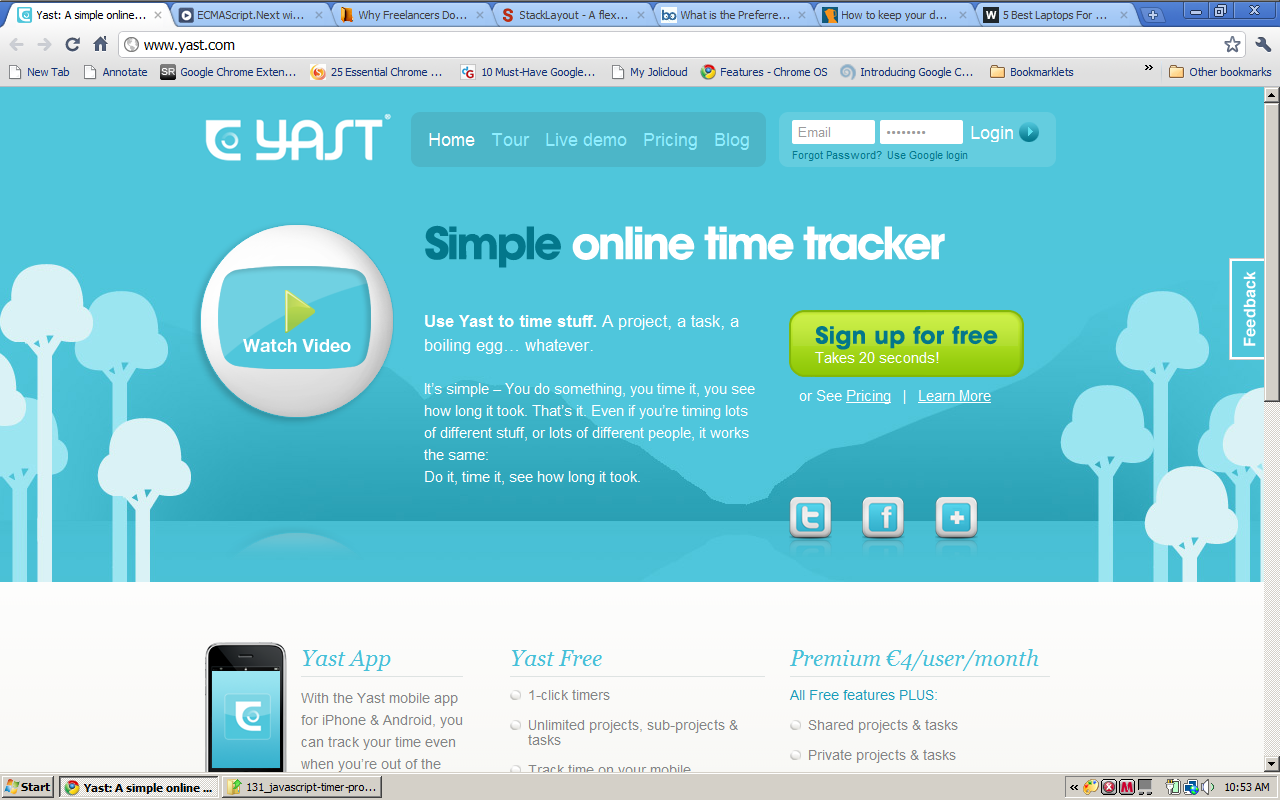 Yast: A simple online...
ECMAScript.Next wi...
Why Freelancers Do...
StackLayout - A flex...
What is the Preferre...
How to keep your d...
5 Best Laptops For ...
www.yast.com
New Tab
Annotate
Google Chrome Exten...
25 Essential Chrome ...
10 Must-Have Google...
My Jolicloud
Features - Chrome OS
Introducing Google C...
Bookmarklets
»
Other bookmarks
YAST
Home Tour Live demo Pricing Blog
Email
Login
Forgot Password? Use Google login
Simple online time tracker
Watch Video
Use Yast to time stuff. A project, a task, a
boiling egg… whatever.
It's simple – You do something, you time it, you see
how long it took. That's it. Even if you're timing lots
of different stuff, or lots of different people, it works
the same:
Do it, time it, see how long it took.
Sign up for free
Takes 20 seconds!
or See Pricing | Learn More
Feedback
Yast App
With the Yast mobile app
for iPhone & Android, you
can track your time even
when you're out of the
Yast Free
1-click timers
Unlimited projects, sub-projects &
tasks
Track time on your mobile
Premium €4/user/month
All Free features PLUS:
Shared projects & tasks
Private projects & tasks
Start
Yast: A simple online ...
131_javascript-timer-pro...
10:53 AM